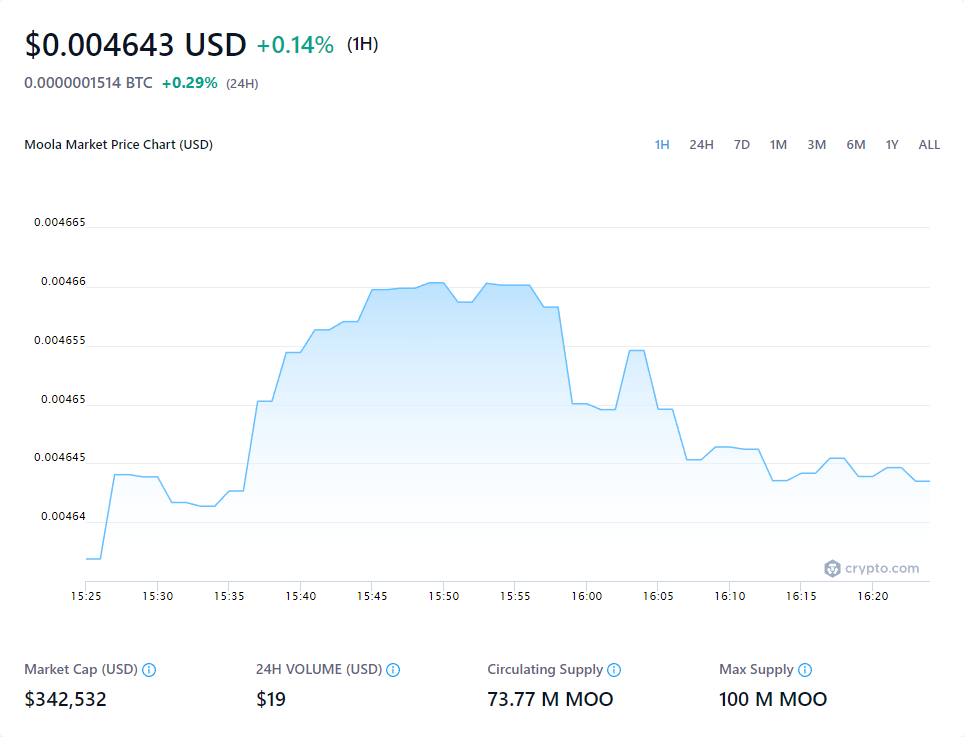 $0.004643 USD +0.14% (1H)
0.0000001514 BTC +0.29% (24H)
Moola Market Price Chart (USD) 1H 24H 7D 1M 3M 6M 1Y ALL
0.004665
0.00466
0.004655
0.00465
0.004645
0.00464
crypto.com
15:25 15:30 15:35 15:40 15:45 15:50 15:55 16:00 16:05 16:10 16:15 16:20
Market Cap (USD) 24H VOLUME (USD) Circulating Supply Max Supply
$342,532 $19 73.77 M MOO 100 M MOO